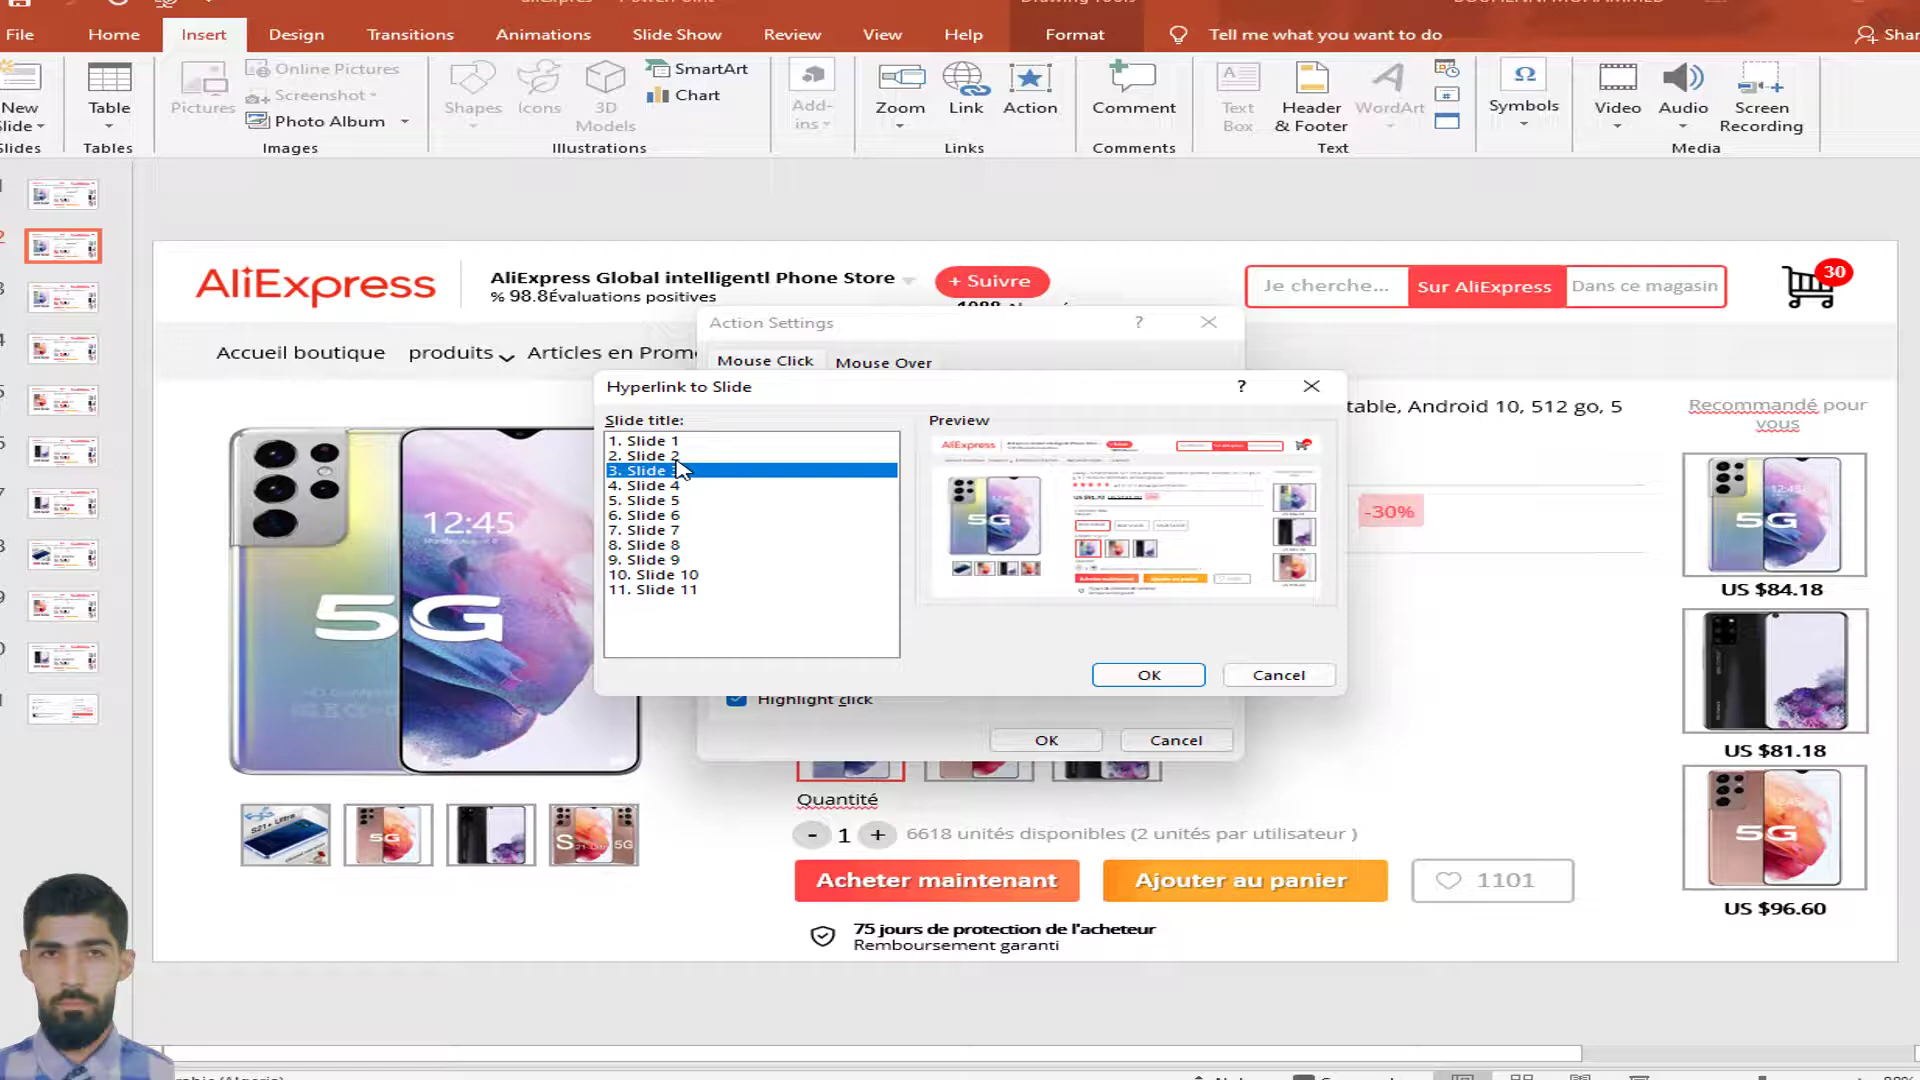 File Home Insert Design Transitions Animations Slide Show Review View Help Format Tell me what you want to do
New Slide
Table
Pictures
Online Pictures
Screenshot
Photo Album
Shapes
Icons
3D Models
SmartArt
Chart
Add-ins
Zoom
Link
Action
Comment
Text Box
Header & Footer
WordArt
Symbols
Video
Audio
Screen Recording
Tables Images Illustrations Links Comments Text Media
AliExpress
AliExpress Global intelligentl Phone Store
% 98.8Évaluations positives
+ Suivre
Je cherche... Sur AliExpress Dans ce magasin
30
Accueil boutique produits Articles en
Action Settings ?
Mouse Click Mouse Over
Hyperlink to Slide ?
Slide title:
1. Slide 1
2. Slide 2
3. Slide
4. Slide 4
5. Slide 5
6. Slide 6
7. Slide 7
8. Slide 8
9. Slide 9
10. Slide 10
11. Slide 11
Preview
AliExpress
5G
OK Cancel
Highlight click
OK Cancel
table, Android 10, 512 go, 5
-30%
Recommandé pour
vous
5G
US $84.18
US $81.18
5G
US $96.60
12:45
5G
S21+ Ultra
5G
S 5G
Quantité
- 1 + 6618 unités disponibles (2 unités par utilisateur )
Acheter maintenant Ajouter au panier 1101
75 jours de protection de l'acheteur
Remboursement garanti